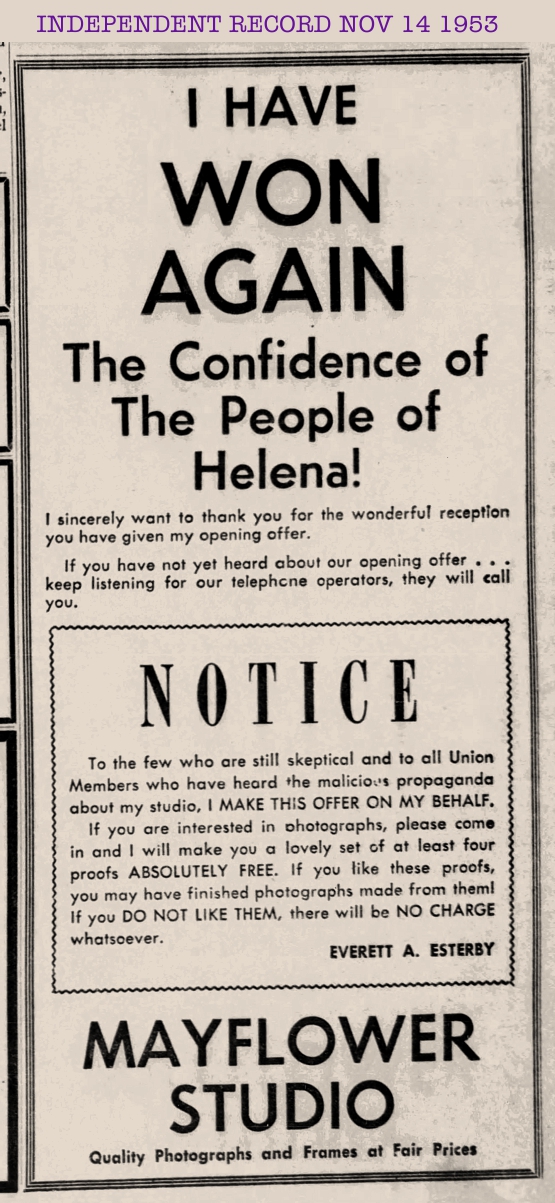 INDEPENDENT RECORD NOV 14 1953
I HAVE
WON
AGAIN
The Confidence of
The People of
Helena!
I sincerely want to thank you for the wonderful reception
you have given my opening offer.
If you have not yet heard about our opening offer . . .
keep listening for our telephone operators, they will call
you.
NOTICE
To the few who are still skeptical and to all Union
Members who have heard the malicious propaganda
about my studio, I MAKE THIS OFFER ON MY BEHALF.
If you are interested in photographs, please come
in and I will make you a lovely set of at least four
proofs ABSOLUTELY FREE. If you like these proofs,
you may have finished photographs made from them!
If you DO NOT LIKE THEM, there will be NO CHARGE
whatsoever.
EVERETT A. ESTERBY
MAYFLOWER
STUDIO
Quality Photographs and Frames at Fair Prices